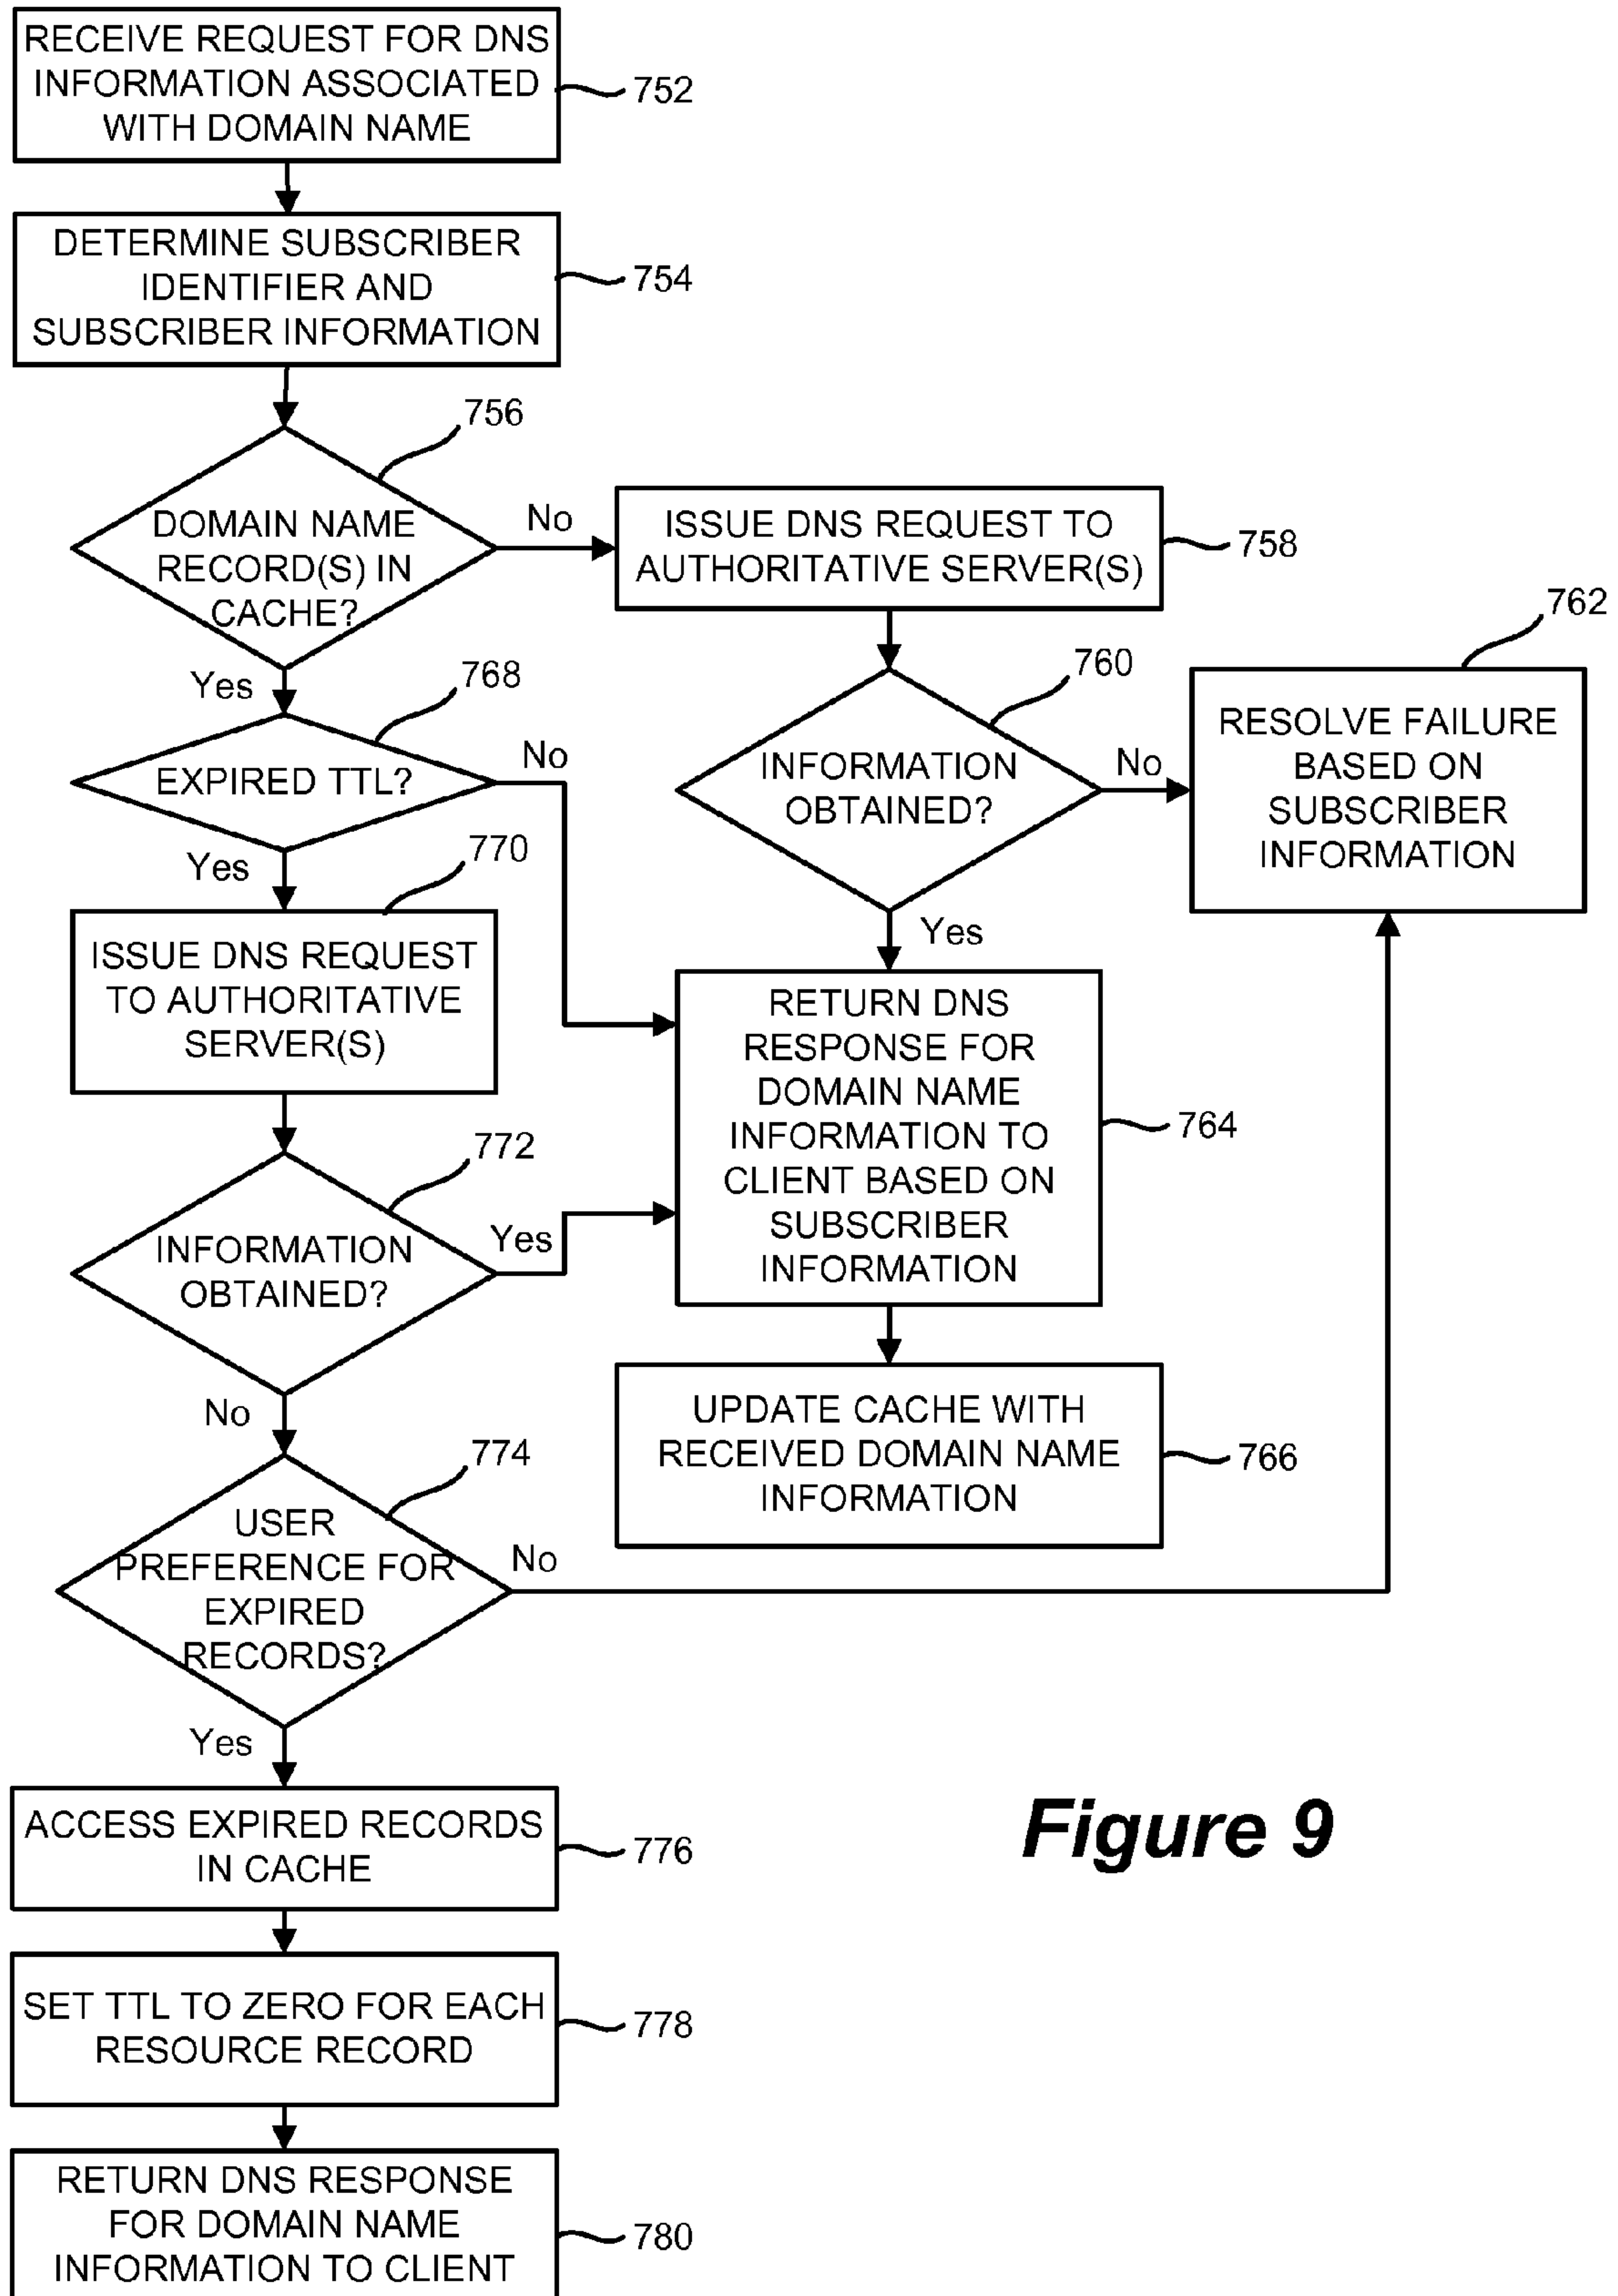 RECEIVE REQUEST FOR DNS
INFORMATION ASSOCIATED
WITH DOMAIN NAME
752
DETERMINE SUBSCRIBER
IDENTIFIER AND
SUBSCRIBER INFORMATION
754
756
DOMAIN NAME
RECORD(S) IN
CACHE?
No
ISSUE DNS REQUEST TO
AUTHORITATIVE SERVER(S)
758
762
Yes
768
EXPIRED TTL?
No
760
INFORMATION
OBTAINED?
No
RESOLVE FAILURE
BASED ON
SUBSCRIBER
INFORMATION
Yes
770
ISSUE DNS REQUEST
TO AUTHORITATIVE
SERVER(S)
Yes
RETURN DNS
RESPONSE FOR
DOMAIN NAME
INFORMATION TO
CLIENT BASED ON
SUBSCRIBER
INFORMATION
764
772
INFORMATION
OBTAINED?
Yes
UPDATE CACHE WITH
RECEIVED DOMAIN NAME
INFORMATION
766
No
774
USER
PREFERENCE FOR
EXPIRED
RECORDS?
No
Yes
ACCESS EXPIRED RECORDS
IN CACHE
776
Figure 9
SET TTL TO ZERO FOR EACH
RESOURCE RECORD
778
RETURN DNS RESPONSE
FOR DOMAIN NAME
INFORMATION TO CLIENT
780